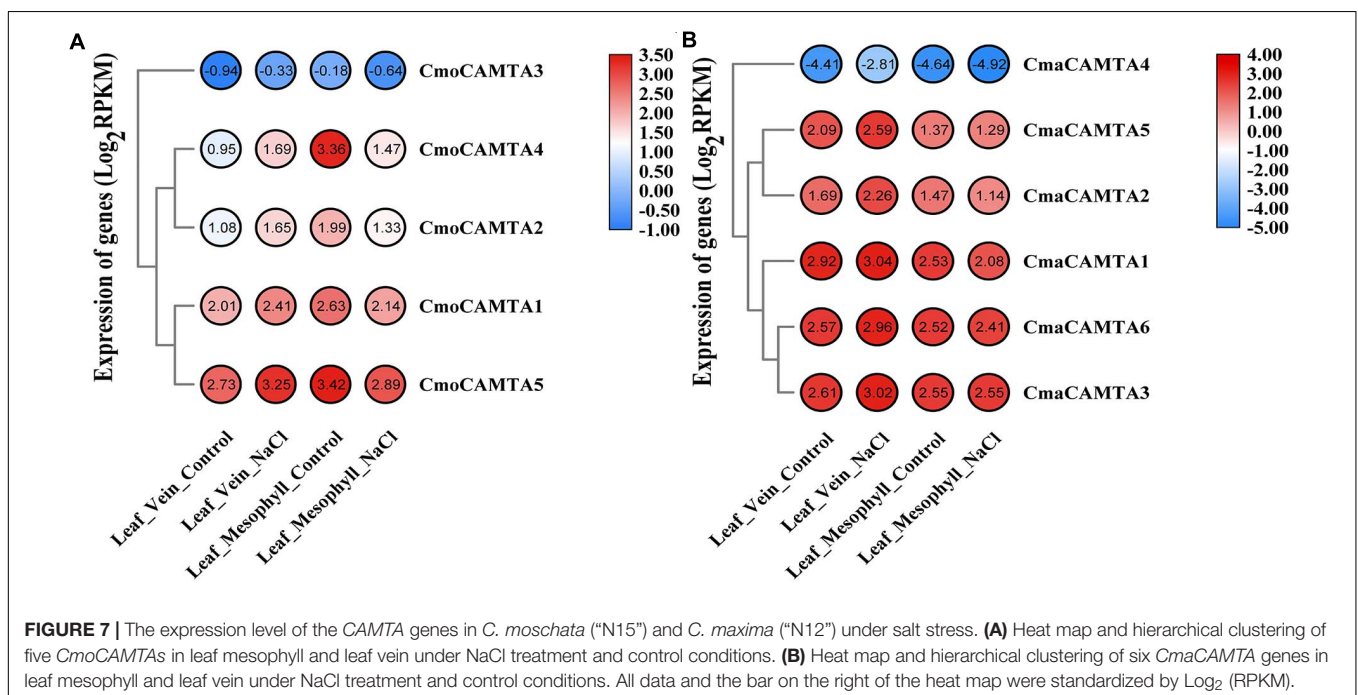 A
Expression of genes (Log2RPKM)
-0.94 -0.33 -0.18 -0.64 CmoCAMTA3
0.95 1.69 3.36 1.47 CmoCAMTA4
1.08 1.65 1.99 1.33 CmoCAMTA2
2.01 2.41 2.63 2.14 CmoCAMTA1
2.73 3.25 3.42 2.89 CmoCAMTA5
Leaf_Vein_Control
Leaf_Vein_NaCl
Leaf_Mesophyll_Control
Leaf_Mesophyll_NaCl
3.50
3.00
2.50
2.00
1.50
1.00
0.50
0.00
-0.50
-1.00
B
Expression of genes (Log2RPKM)
-4.41 -2.81 -4.64 -4.92 CmaCAMTA4
2.09 2.59 1.37 1.29 CmaCAMTA5
1.69 2.26 1.47 1.14 CmaCAMTA2
2.92 3.04 2.53 2.08 CmaCAMTA1
2.57 2.96 2.52 2.41 CmaCAMTA6
2.61 3.02 2.55 2.55 CmaCAMTA3
Leaf_Vein_Control
Leaf_Vein_NaCl
Leaf_Mesophyll_Control
Leaf_Mesophyll_NaCl
4.00
3.00
2.00
1.00
0.00
-1.00
-2.00
-3.00
-4.00
-5.00
FIGURE 7 | The expression level of the CAMTA genes in C. moschata (“N15”) and C. maxima (“N12”) under salt stress. (A) Heat map and hierarchical clustering of
five CmoCAMTAs in leaf mesophyll and leaf vein under NaCl treatment and control conditions. (B) Heat map and hierarchical clustering of six CmaCAMTA genes in
leaf mesophyll and leaf vein under NaCl treatment and control conditions. All data and the bar on the right of the heat map were standardized by Log2 (RPKM).